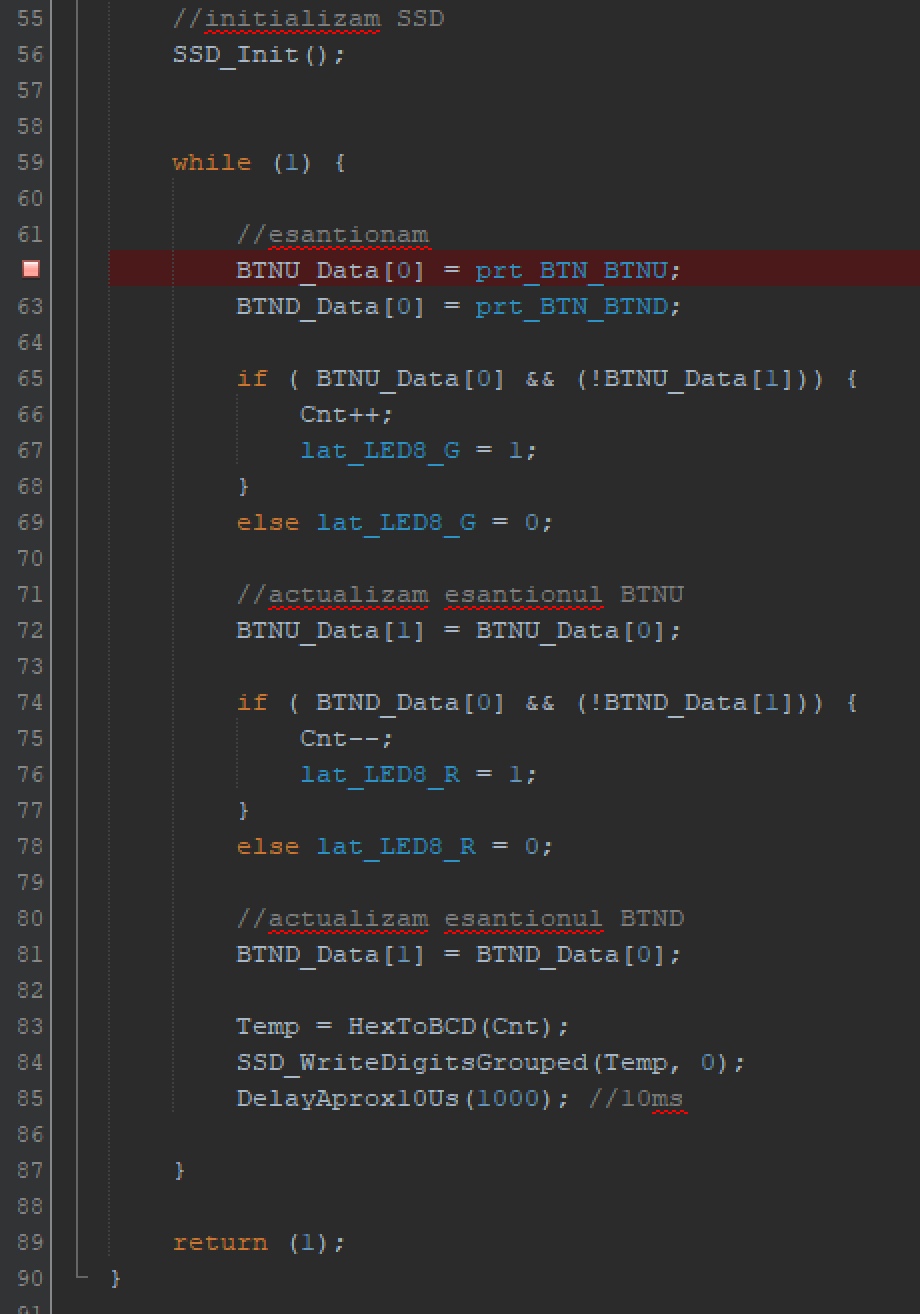 55 //initializam SSD
56 SSD_Init();
57
58
59 while (1) {
60
61 //esantionam
BTNU_Data[0] = prt_BTN_BTNU;
63 BTND_Data[0] = prt_BTN_BTND;
64
65 if ( BTNU_Data[0] && (!BTNU_Data[1])) {
66 Cnt++;
67 lat_LED8_G = 1;
68 }
69 else lat_LED8_G = 0;
70
71 //actualizam esantionul BTNU
72 BTNU_Data[1] = BTNU_Data[0];
73
74 if ( BTND_Data[0] && (!BTND_Data[1])) {
75 Cnt--;
76 lat_LED8_R = 1;
77 }
78 else lat_LED8_R = 0;
79
80 //actualizam esantionul BTND
81 BTND_Data[1] = BTND_Data[0];
82
83 Temp = HexToBCD(Cnt);
84 SSD_WriteDigitsGrouped(Temp, 0);
85 DelayAprox10Us(1000); //10ms
86
87 }
88
89 return (1);
90 }
91